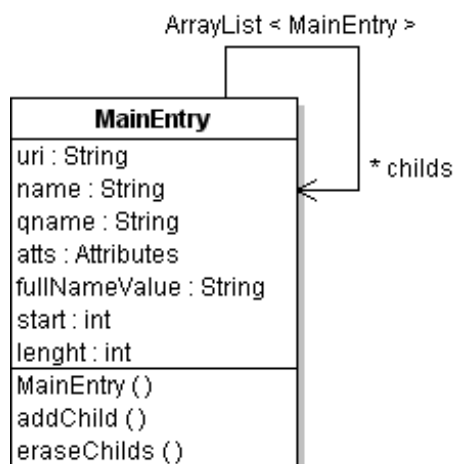 ArrayList < MainEntry >
MainEntry
uri : String
name : String
* childs
qname : String
atts : Attributes
fullNameValue : String
start : int
lenght : int
MainEntry ()
addChild ()
eraseChilds ()